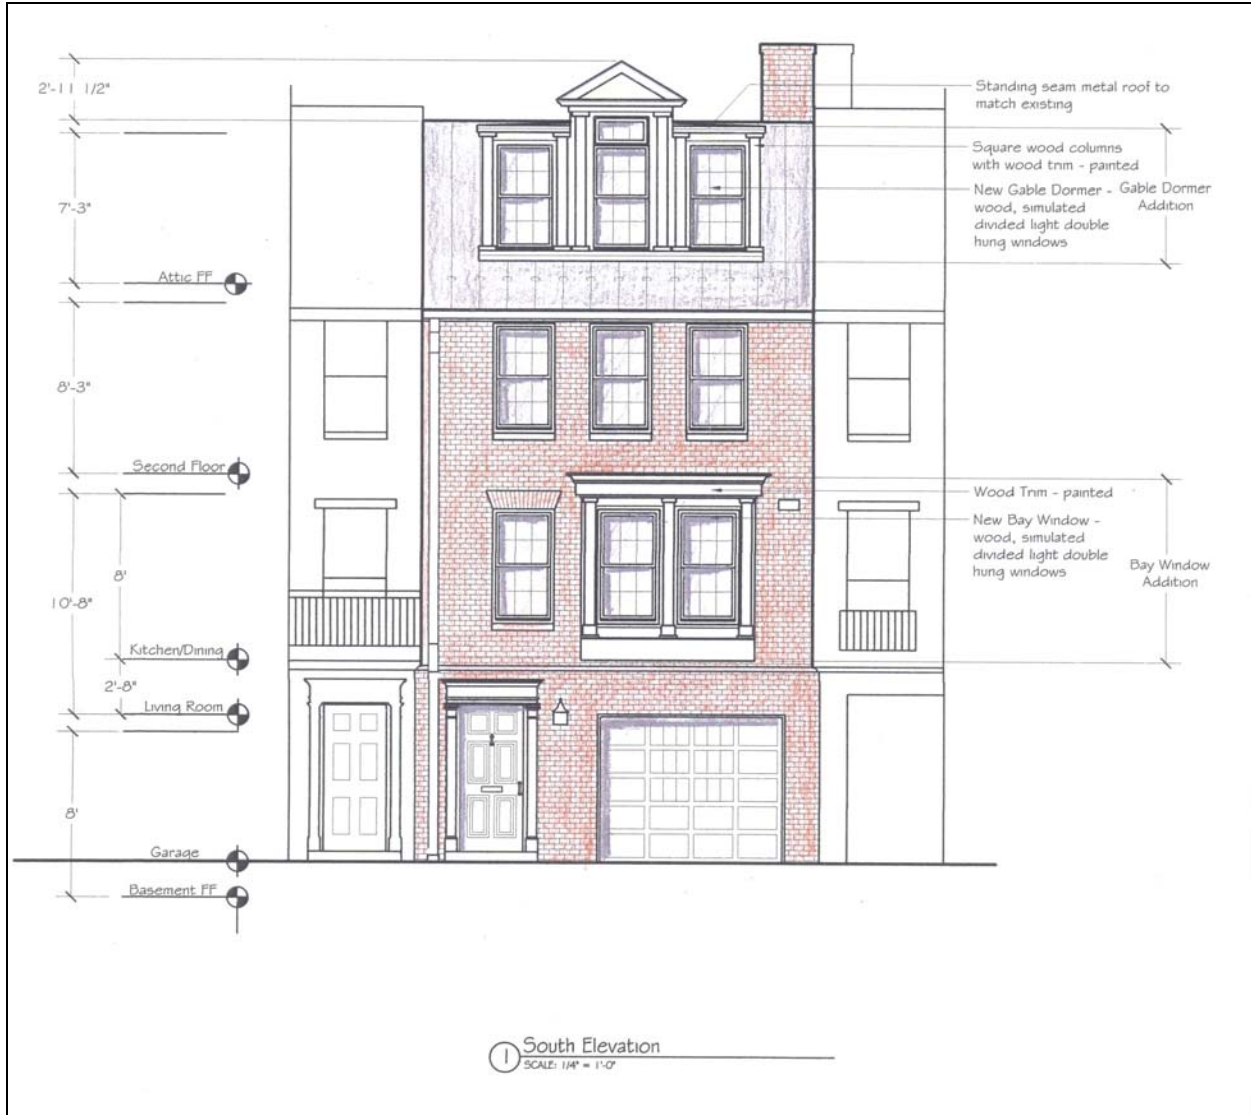 2'-11 1/2"
7'-3"
Attic FF
8'-3"
Second Floor
8'
10'-8"
Kitchen/Dining
2'-8"
Living Room
8'
Garage
Basement FF
Standing seam metal roof to
match existing
Square wood columns
with wood trim - painted
New Gable Dormer -
wood, simulated
divided light double
hung windows
Gable Dormer
Addition
Wood Trim - painted
New Bay Window -
wood, simulated
divided light double
hung windows
Bay Window
Addition
1
South Elevation
SCALE: 1/4" = 1'-0"